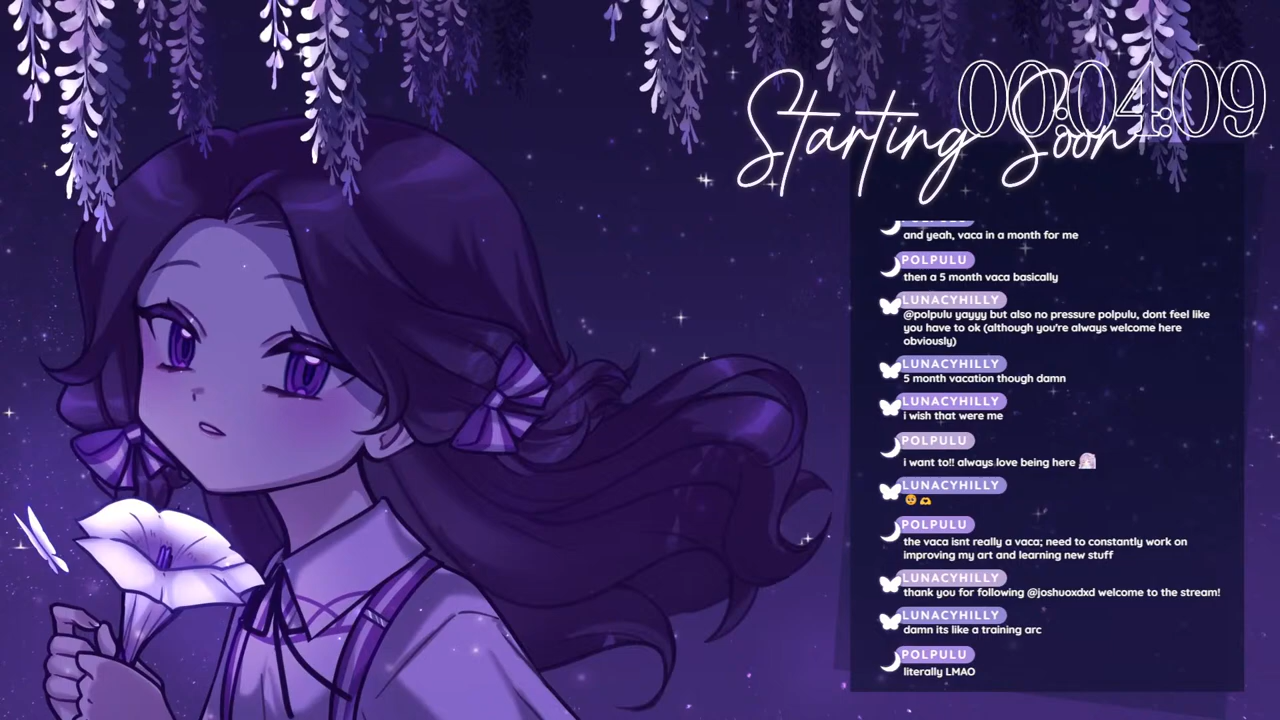 Starting Soon
00:04:09
and yeah, vaca in a month for me
POLPULU
then a 5 month vaca basically
LUNACYHILLY
@polpulu yayyy but also no pressure polpulu, dont feel like
you have to ok (although you're always welcome here
obviously)
LUNACYHILLY
5 month vacation though damn
LUNACYHILLY
i wish that were me
POLPULU
i want to!! always love being here
LUNACYHILLY
🥺🫶
POLPULU
the vaca isnt really a vaca; need to constantly work on
improving my art and learning new stuff
LUNACYHILLY
thank you for following @joshuoxdxd welcome to the stream!
LUNACYHILLY
damn its like a training arc
POLPULU
literally LMAO